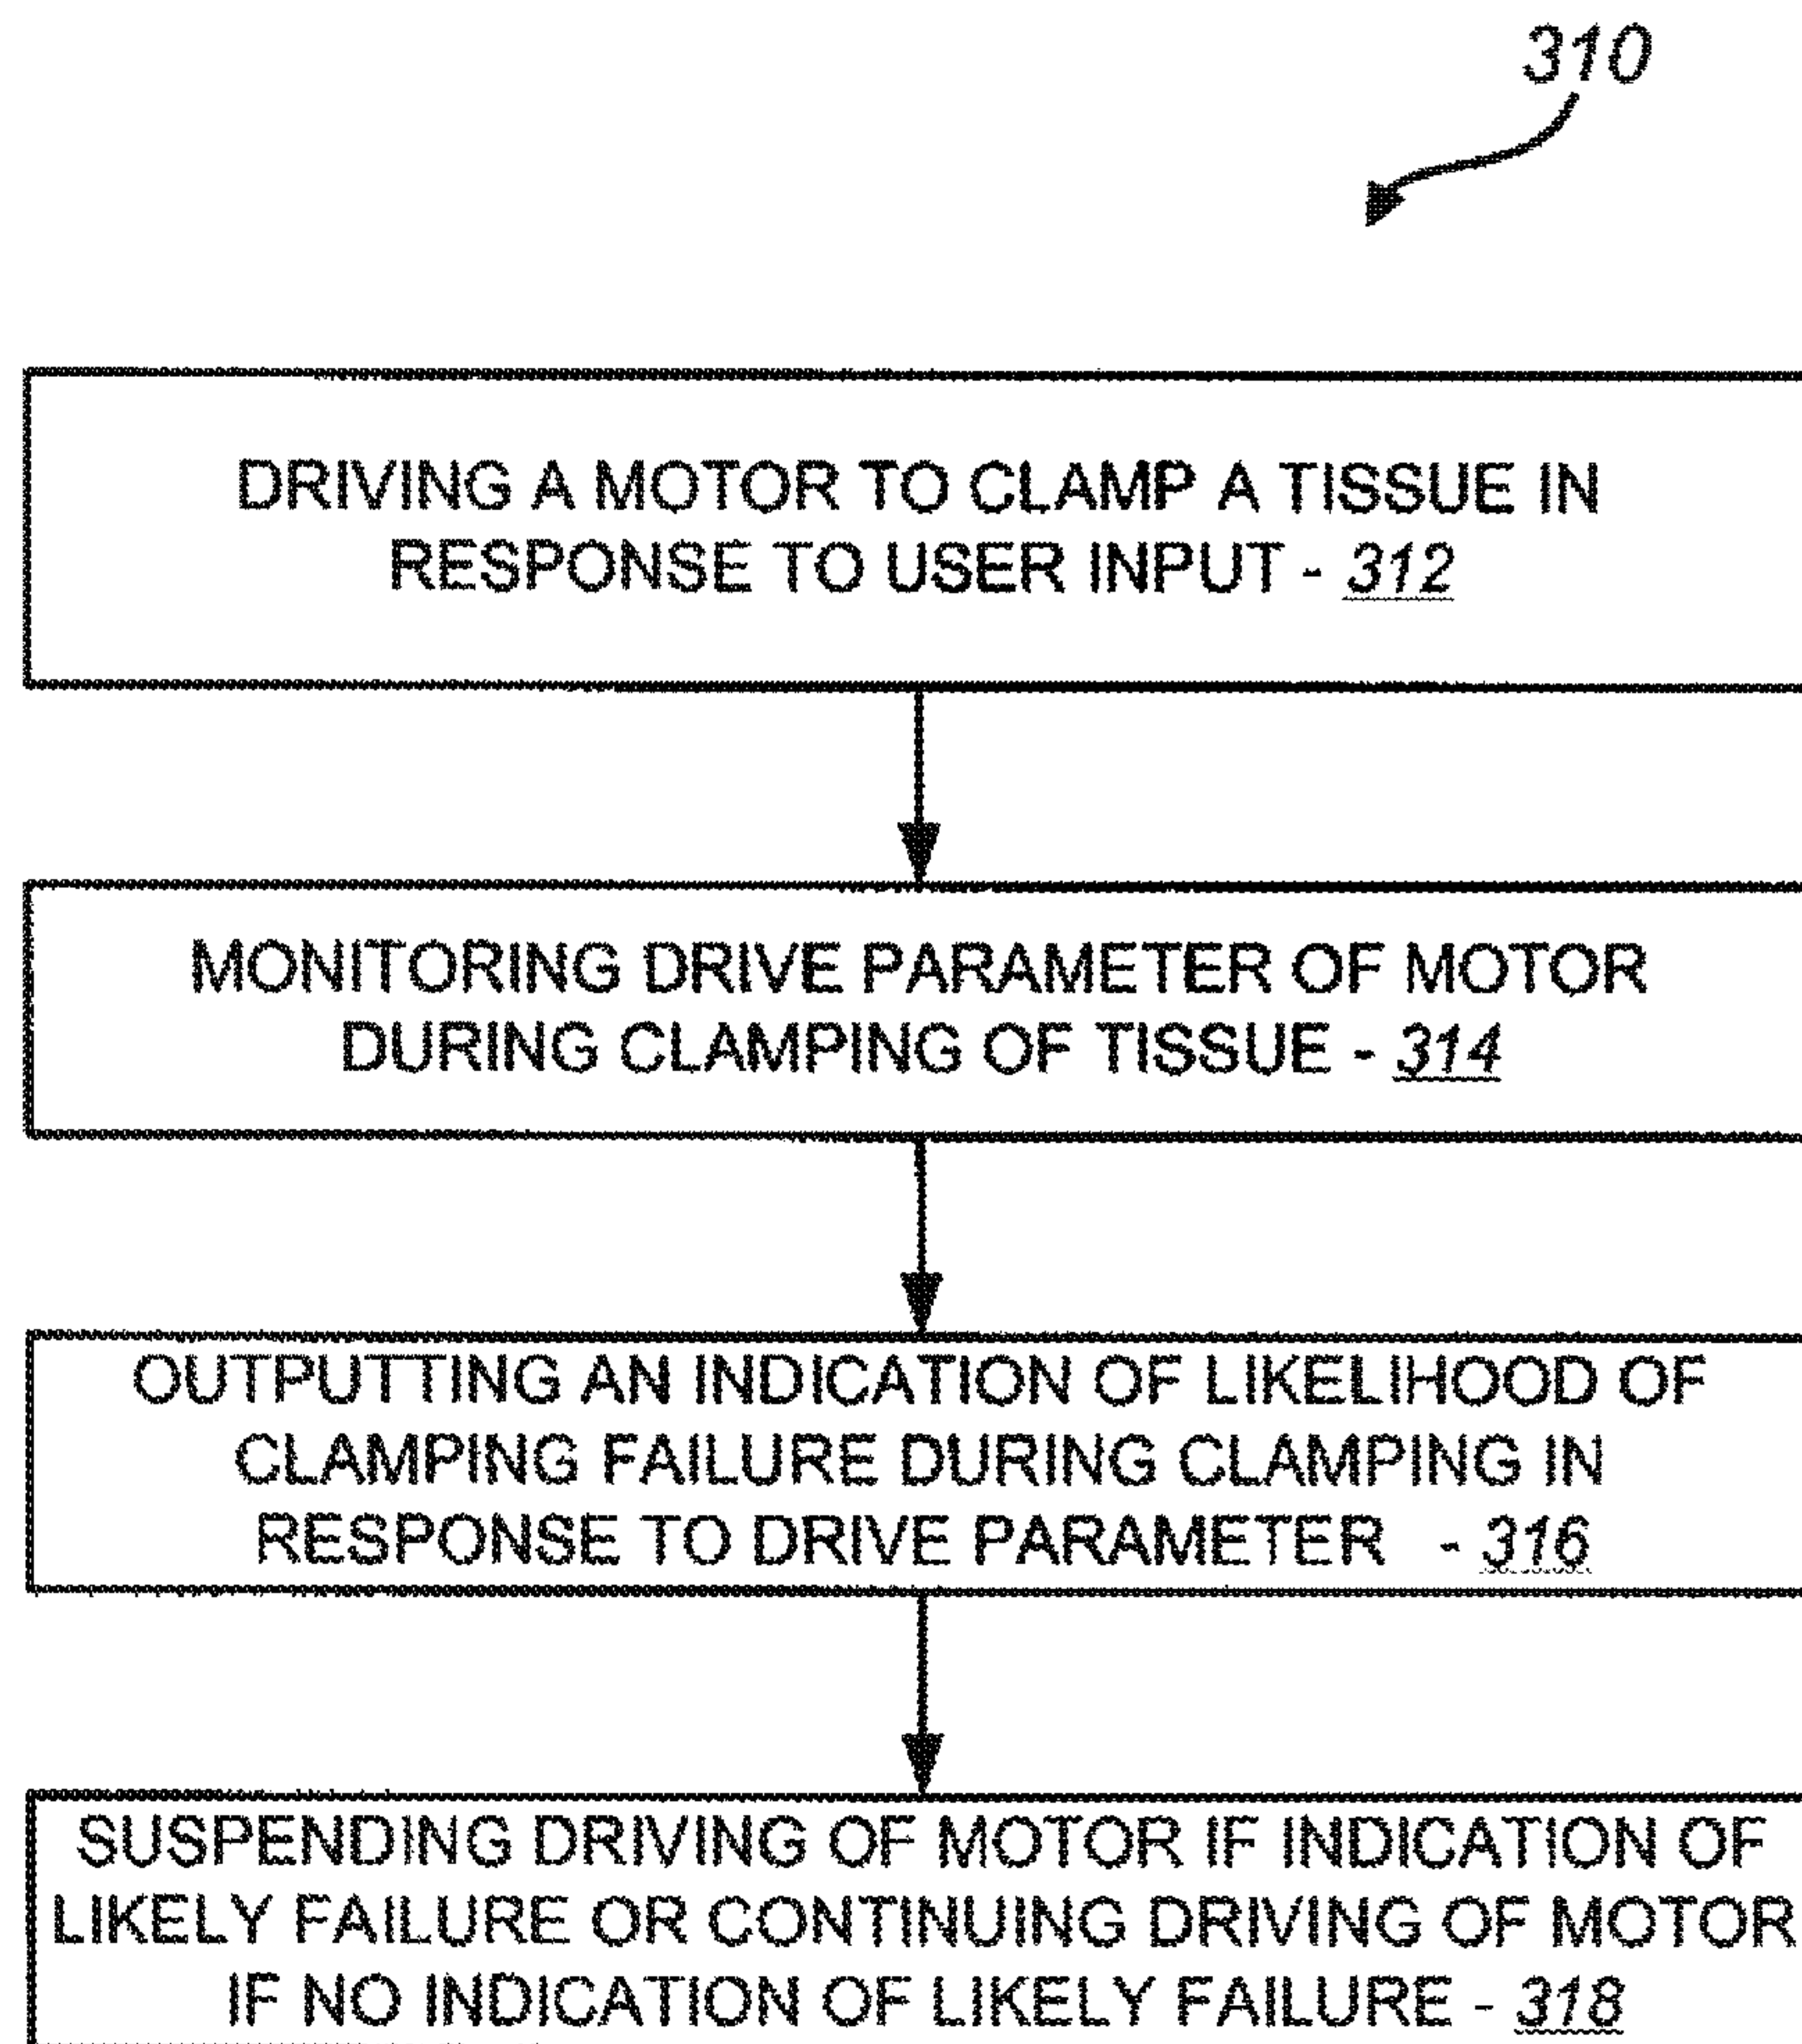 310
DRIVING A MOTOR TO CLAMP A TISSUE IN
RESPONSE TO USER INPUT - 312
MONITORING DRIVE PARAMETER OF MOTOR
DURING CLAMPING OF TISSUE - 314
OUTPUTTING AN INDICATION OF LIKELIHOOD OF
CLAMPING FAILURE DURING CLAMPING IN
RESPONSE TO DRIVE PARAMETER - 316
SUSPENDING DRIVING OF MOTOR IF INDICATION OF
LIKELY FAILURE OR CONTINUING DRIVING OF MOTOR
IF NO INDICATION OF LIKELY FAILURE - 318